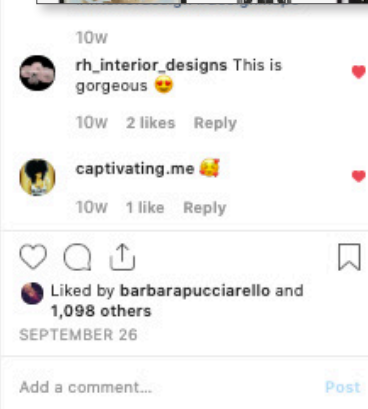 10w
rh_interior_designs This is
gorgeous 😍
10w 2 likes Reply
captivating.me 🥰
10w 1 like Reply
Liked by barbarapucciarello and
1,098 others
SEPTEMBER 26
Add a comment... Post